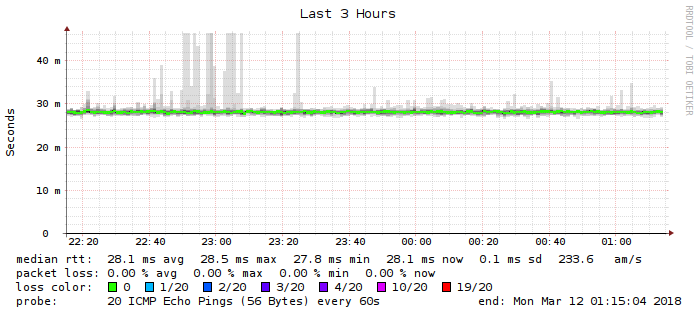 Last 3 Hours
RRDTOOL / TOBI OETIKER
Seconds
40 m
30 m
20 m
10 m
0
22:20 22:40 23:00 23:20 23:40 00:00 00:20 00:40 01:00
median rtt: 28.1 ms avg 28.5 ms max 27.8 ms min 28.1 ms now 0.1 ms sd 233.6 am/s
packet loss: 0.00 % avg 0.00 % max 0.00 % min 0.00 % now
loss color: 0 1/20 2/20 3/20 4/20 10/20 19/20
probe: 20 ICMP Echo Pings (56 Bytes) every 60s end: Mon Mar 12 01:15:04 2018